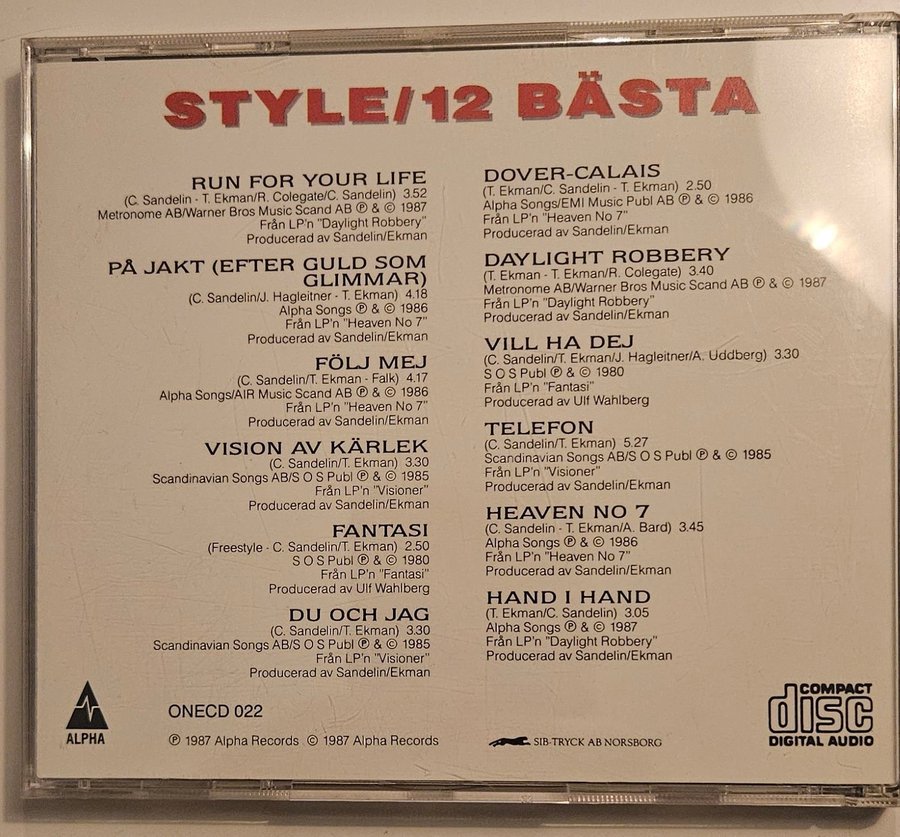 STYLE/12 BÄSTA
RUN FOR YOUR LIFE
(C. Sandelin - T. Ekman/R. Colegate/C. Sandelin) 3.52
Metronome AB/Warner Bros Music Scand AB Ⓟ & © 1987
Från LP'n "Daylight Robbery"
Producerad av Sandelin/Ekman
PÅ JAKT (EFTER GULD SOM
GLIMMAR)
(C. Sandelin/J. Hagleitner - T. Ekman) 4.18
Alpha Songs Ⓟ & © 1986
Från LP'n "Heaven No 7"
Producerad av Sandelin/Ekman
FÖLJ MEJ
(C. Sandelin/T. Ekman - Falk) 4.17
Alpha Songs/AIR Music Scand AB Ⓟ & © 1986
Från LP'n "Heaven No 7"
Producerad av Sandelin/Ekman
VISION AV KÄRLEK
(C. Sandelin/T. Ekman) 3.30
Scandinavian Songs AB/S O S Publ Ⓟ & © 1985
Från LP'n "Visioner"
Producerad av Sandelin/Ekman
FANTASI
(Freestyle - C. Sandelin/T. Ekman) 2.50
S O S Publ Ⓟ & © 1980
Från LP'n "Fantasi"
Producerad av Ulf Wahlberg
DU OCH JAG
(C. Sandelin/T. Ekman) 3.30
Scandinavian Songs AB/S O S Publ Ⓟ & © 1985
Från LP'n "Visioner"
Producerad av Sandelin/Ekman
DOVER-CALAIS
(T. Ekman/C. Sandelin - T. Ekman) 2.50
Alpha Songs/EMI Music Publ AB Ⓟ & © 1986
Från LP'n "Heaven No 7"
Producerad av Sandelin/Ekman
DAYLIGHT ROBBERY
(T. Ekman - T. Ekman/R. Colegate) 3.40
Metronome AB/Warner Bros Music Scand AB Ⓟ & © 1987
Från LP'n "Daylight Robbery"
Producerad av Sandelin/Ekman
VILL HA DEJ
(C. Sandelin/T. Ekman/J. Hagleitner/A. Uddberg) 3.30
S O S Publ Ⓟ & © 1980
Från LP'n "Fantasi"
Producerad av Ulf Wahlberg
TELEFON
(C. Sandelin/T. Ekman) 5.27
Scandinavian Songs AB/S O S Publ Ⓟ & © 1985
Från LP'n "Visioner"
Producerad av Sandelin/Ekman
HEAVEN NO 7
(C. Sandelin - T. Ekman/A. Bard) 3.45
Alpha Songs Ⓟ & © 1986
Från LP'n "Heaven No 7"
Producerad av Sandelin/Ekman
HAND I HAND
(T. Ekman/C. Sandelin) 3.05
Alpha Songs Ⓟ & © 1987
Från LP'n "Daylight Robbery"
Producerad av Sandelin/Ekman
ALPHA
ONECD 022
Ⓟ 1987 Alpha Records © 1987 Alpha Records
SIB-TRYCK AB NORSBORG
COMPACT
disc
DIGITAL AUDIO